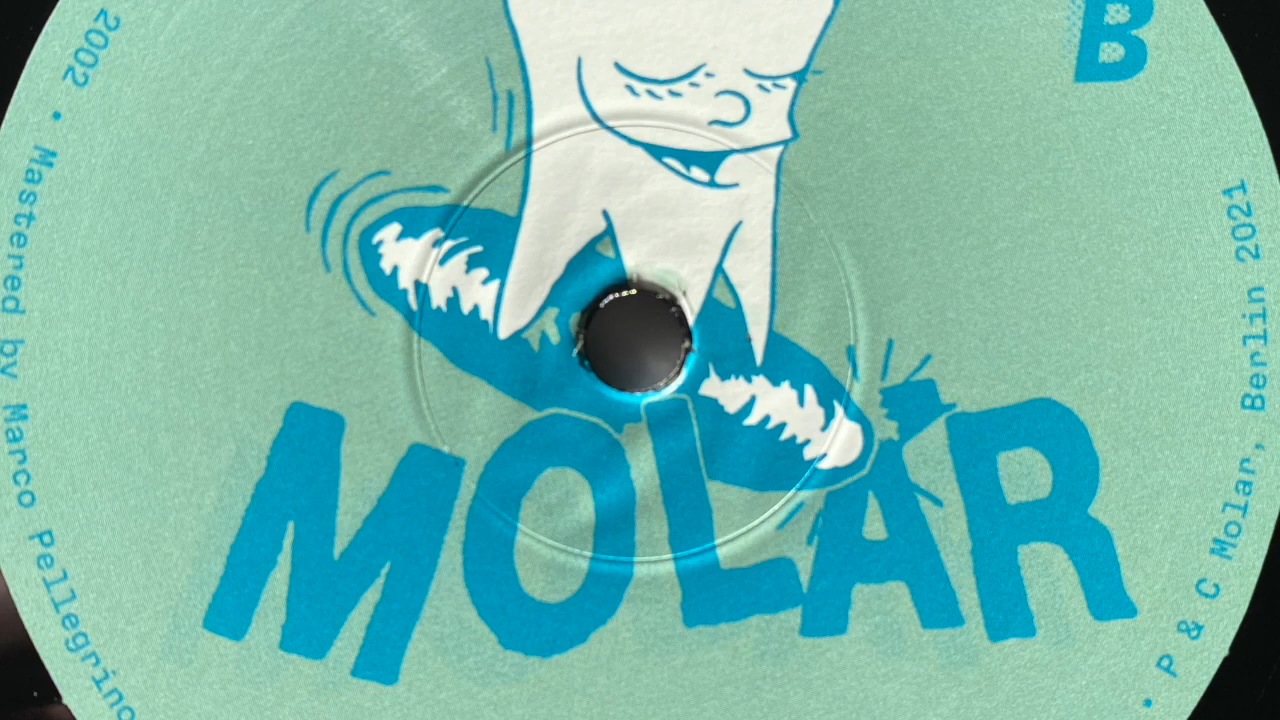 B
2002 • Mastered by Marco Pellegrino
MOLAR
• P & C Molar, Berlin 2021